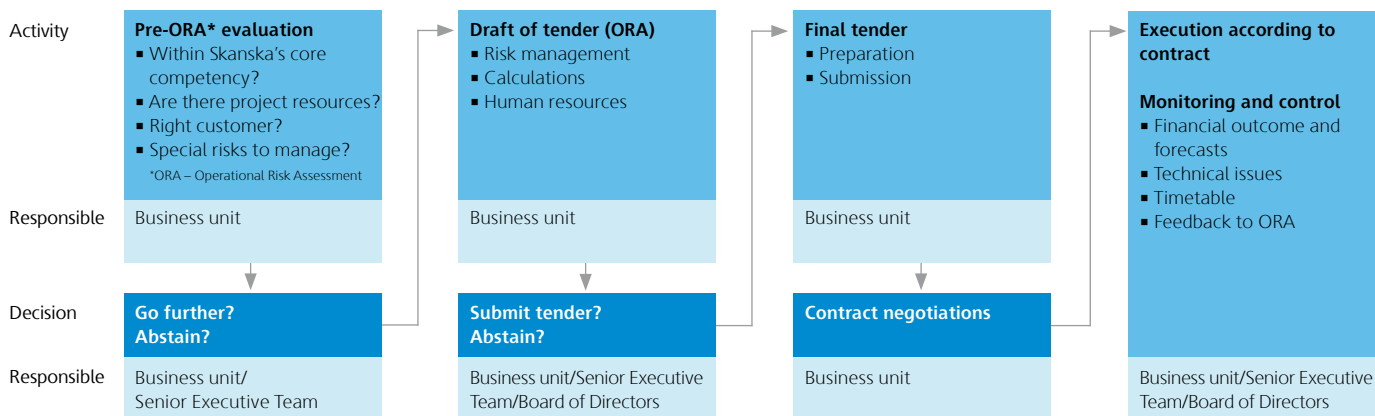 Activity
Pre-ORA* evaluation
▪ Within Skanska's core
competency?
▪ Are there project resources?
▪ Right customer?
▪ Special risks to manage?
*ORA – Operational Risk Assessment
Draft of tender (ORA)
▪ Risk management
▪ Calculations
▪ Human resources
Final tender
▪ Preparation
▪ Submission
Execution according to
contract
Monitoring and control
▪ Financial outcome and
forecasts
▪ Technical issues
▪ Timetable
▪ Feedback to ORA
Responsible
Business unit
Business unit
Business unit
Decision
Go further?
Abstain?
Submit tender?
Abstain?
Contract negotiations
Responsible
Business unit/
Senior Executive Team
Business unit/Senior Executive
Team/Board of Directors
Business unit
Business unit/Senior Executive
Team/Board of Directors